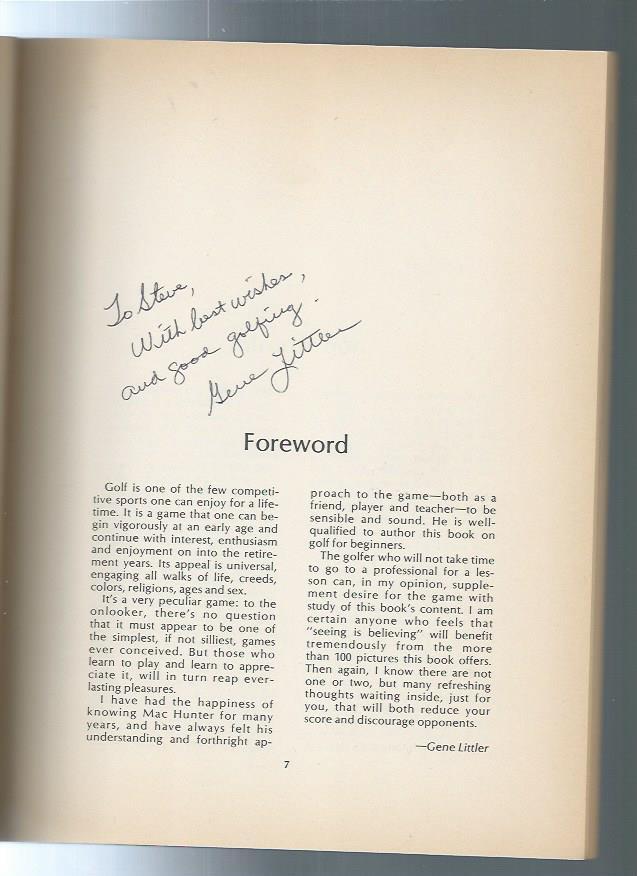 To Steve,
With best wishes,
and good golfing.
Gene Littler
Foreword
Golf is one of the few competi-
tive sports one can enjoy for a life-
time. It is a game that one can be-
gin vigorously at an early age and
continue with interest, enthusiasm
and enjoyment on into the retire-
ment years. Its appeal is universal,
engaging all walks of life, creeds,
colors, religions, ages and sex.
It's a very peculiar game: to the
onlooker, there's no question
that it must appear to be one of
the simplest, if not silliest, games
ever conceived. But those who
learn to play and learn to appre-
ciate it, will in turn reap ever-
lasting pleasures.
I have had the happiness of
knowing Mac Hunter for many
years, and have always felt his
understanding and forthright ap-
proach to the game—both as a
friend, player and teacher—to be
sensible and sound. He is well-
qualified to author this book on
golf for beginners.
The golfer who will not take time
to go to a professional for a les-
son can, in my opinion, supple-
ment desire for the game with
study of this book's content. I am
certain anyone who feels that
"seeing is believing" will benefit
tremendously from the more
than 100 pictures this book offers.
Then again, I know there are not
one or two, but many refreshing
thoughts waiting inside, just for
you, that will both reduce your
score and discourage opponents.
—Gene Littler
7